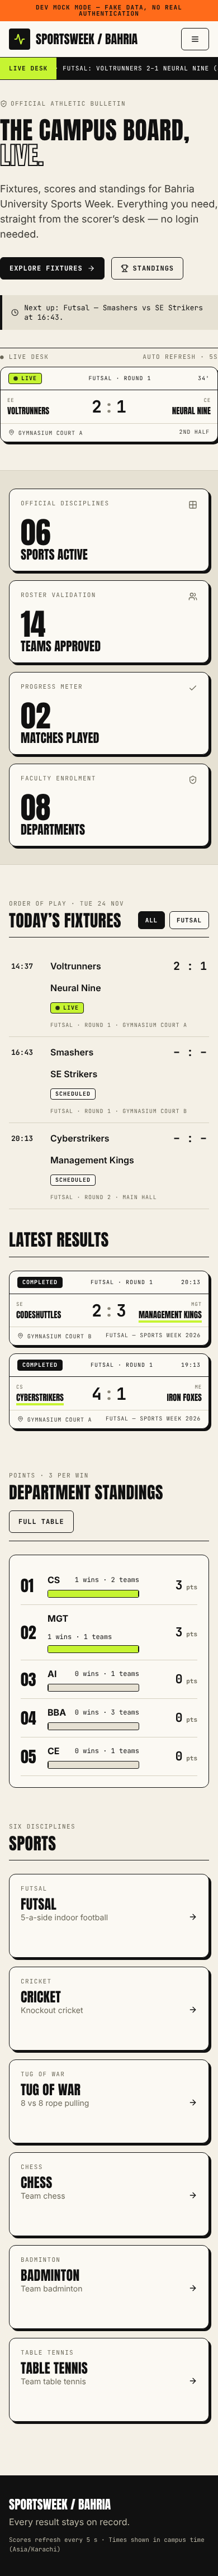 DEV MOCK MODE — FAKE DATA, NO REAL
AUTHENTICATION
SPORTSWEEK / BAHRIA
LIVE DESK FUTSAL: VOLTRUNNERS 2–1 NEURAL NINE (
OFFICIAL ATHLETIC BULLETIN
THE CAMPUS BOARD,
LIVE.
Fixtures, scores and standings for Bahria
University Sports Week. Everything you need,
straight from the scorer's desk — no login
needed.
EXPLORE FIXTURES → STANDINGS
Next up: Futsal — Smashers vs SE Strikers
at 16:43.
LIVE DESK AUTO REFRESH · 5S
LIVE FUTSAL · ROUND 1 34'
EE CE
VOLTRUNNERS 2 : 1 NEURAL NINE
GYMNASIUM COURT A 2ND HALF
OFFICIAL DISCIPLINES
06
SPORTS ACTIVE
ROSTER VALIDATION
14
TEAMS APPROVED
PROGRESS METER
02
MATCHES PLAYED
FACULTY ENROLMENT
08
DEPARTMENTS
ORDER OF PLAY · TUE 24 NOV
TODAY'S FIXTURES ALL FUTSAL
14:37 Voltrunners 2 : 1
Neural Nine
LIVE
FUTSAL · ROUND 1 · GYMNASIUM COURT A
16:43 Smashers – : –
SE Strikers
SCHEDULED
FUTSAL · ROUND 1 · GYMNASIUM COURT B
20:13 Cyberstrikers – : –
Management Kings
SCHEDULED
FUTSAL · ROUND 2 · MAIN HALL
LATEST RESULTS
COMPLETED FUTSAL · ROUND 1 20:13
SE MGT
CODESHUTTLES 2 : 3 MANAGEMENT KINGS
GYMNASIUM COURT B FUTSAL — SPORTS WEEK 2026
COMPLETED FUTSAL · ROUND 1 19:13
CS ME
CYBERSTRIKERS 4 : 1 IRON FOXES
GYMNASIUM COURT A FUTSAL — SPORTS WEEK 2026
POINTS · 3 PER WIN
DEPARTMENT STANDINGS
FULL TABLE
01 CS 1 wins · 2 teams 3 pts
02 MGT
1 wins · 1 teams 3 pts
03 AI 0 wins · 1 teams 0 pts
04 BBA 0 wins · 3 teams 0 pts
05 CE 0 wins · 1 teams 0 pts
SIX DISCIPLINES
SPORTS
FUTSAL
FUTSAL
5-a-side indoor football
CRICKET
CRICKET
Knockout cricket
TUG OF WAR
TUG OF WAR
8 vs 8 rope pulling
CHESS
CHESS
Team chess
BADMINTON
BADMINTON
Team badminton
TABLE TENNIS
TABLE TENNIS
Team table tennis
SPORTSWEEK / BAHRIA
Every result stays on record.
Scores refresh every 5 s · Times shown in campus time
(Asia/Karachi)